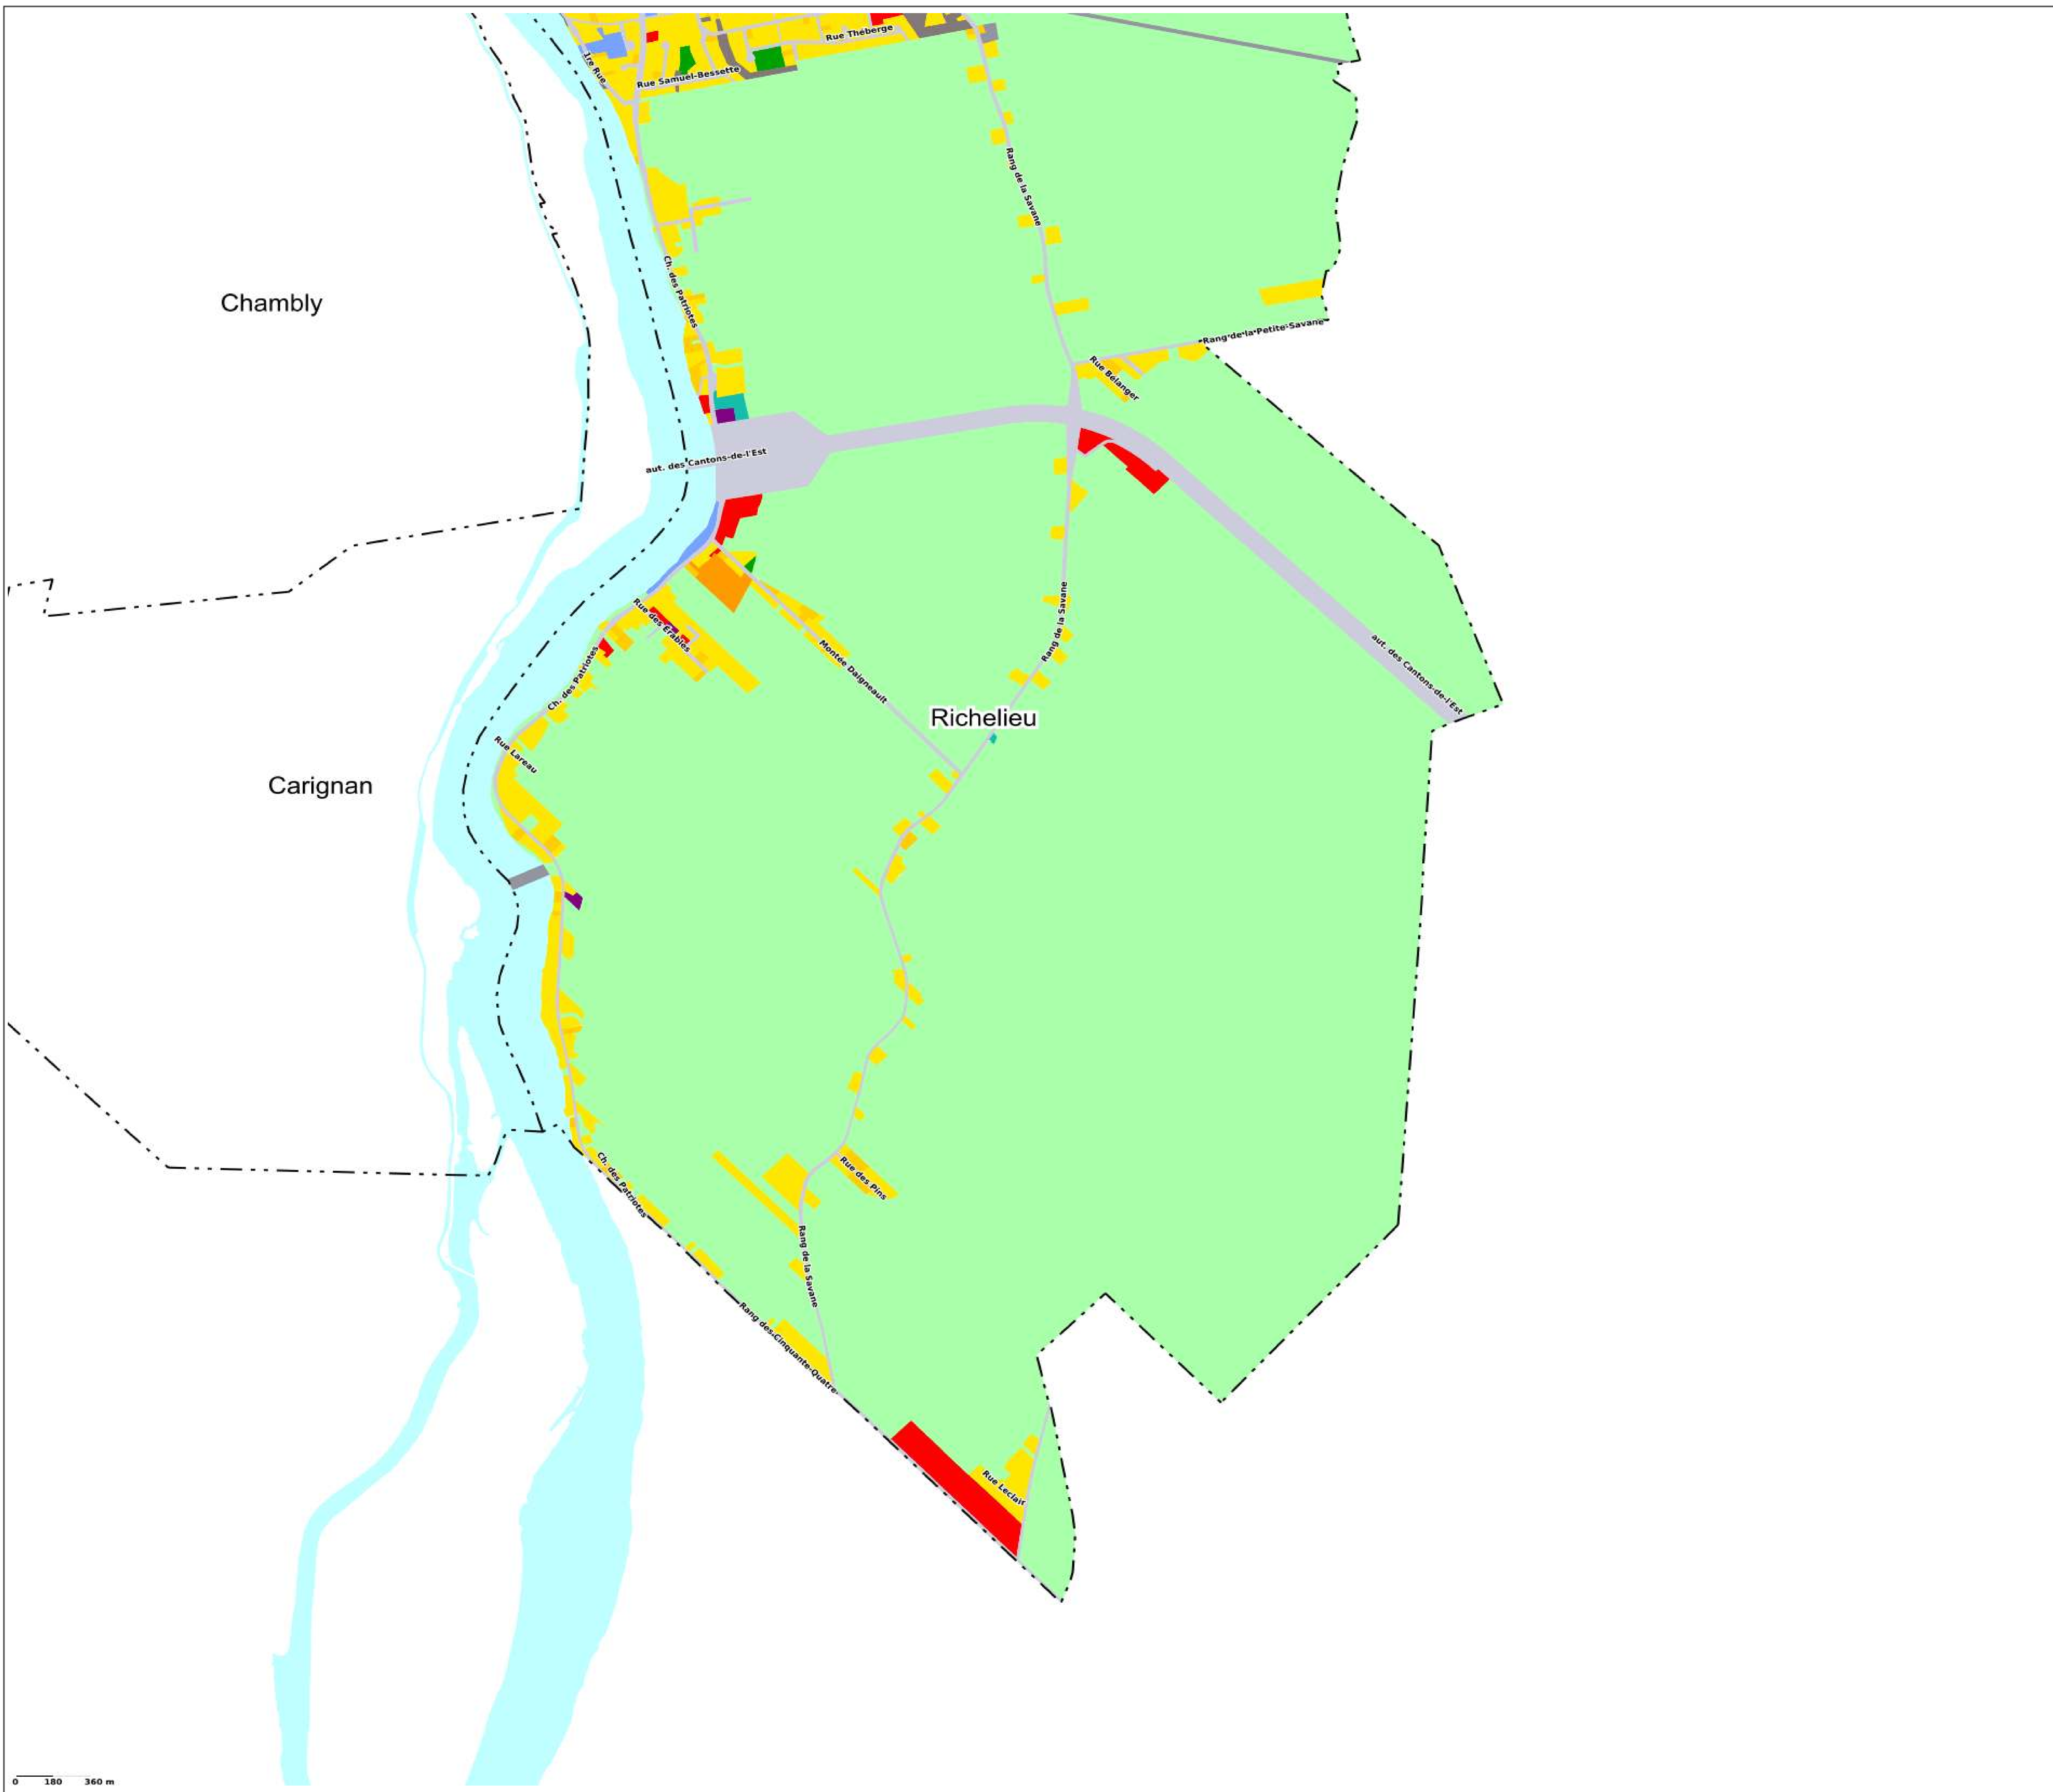 Rue Théberge
1re Rue
Rue Samuel-Bessette
Rang de la Savane
Ch. des Patriotes
Chambly
Rang de la Petite-Savane
Rue Bélanger
aut. des Cantons-de-l'Est
Rue des Érables
Rang de la Savane
Ch. des Patriotes
Montée Daigneault
aut. des Cantons-de-l'Est
Richelieu
Rue Lareau
Carignan
Ch. des Patriotes
Rue des Pins
Rang de la Savane
Rang des Cinquante-Quatre
Rue Leclair
0 180 360 m